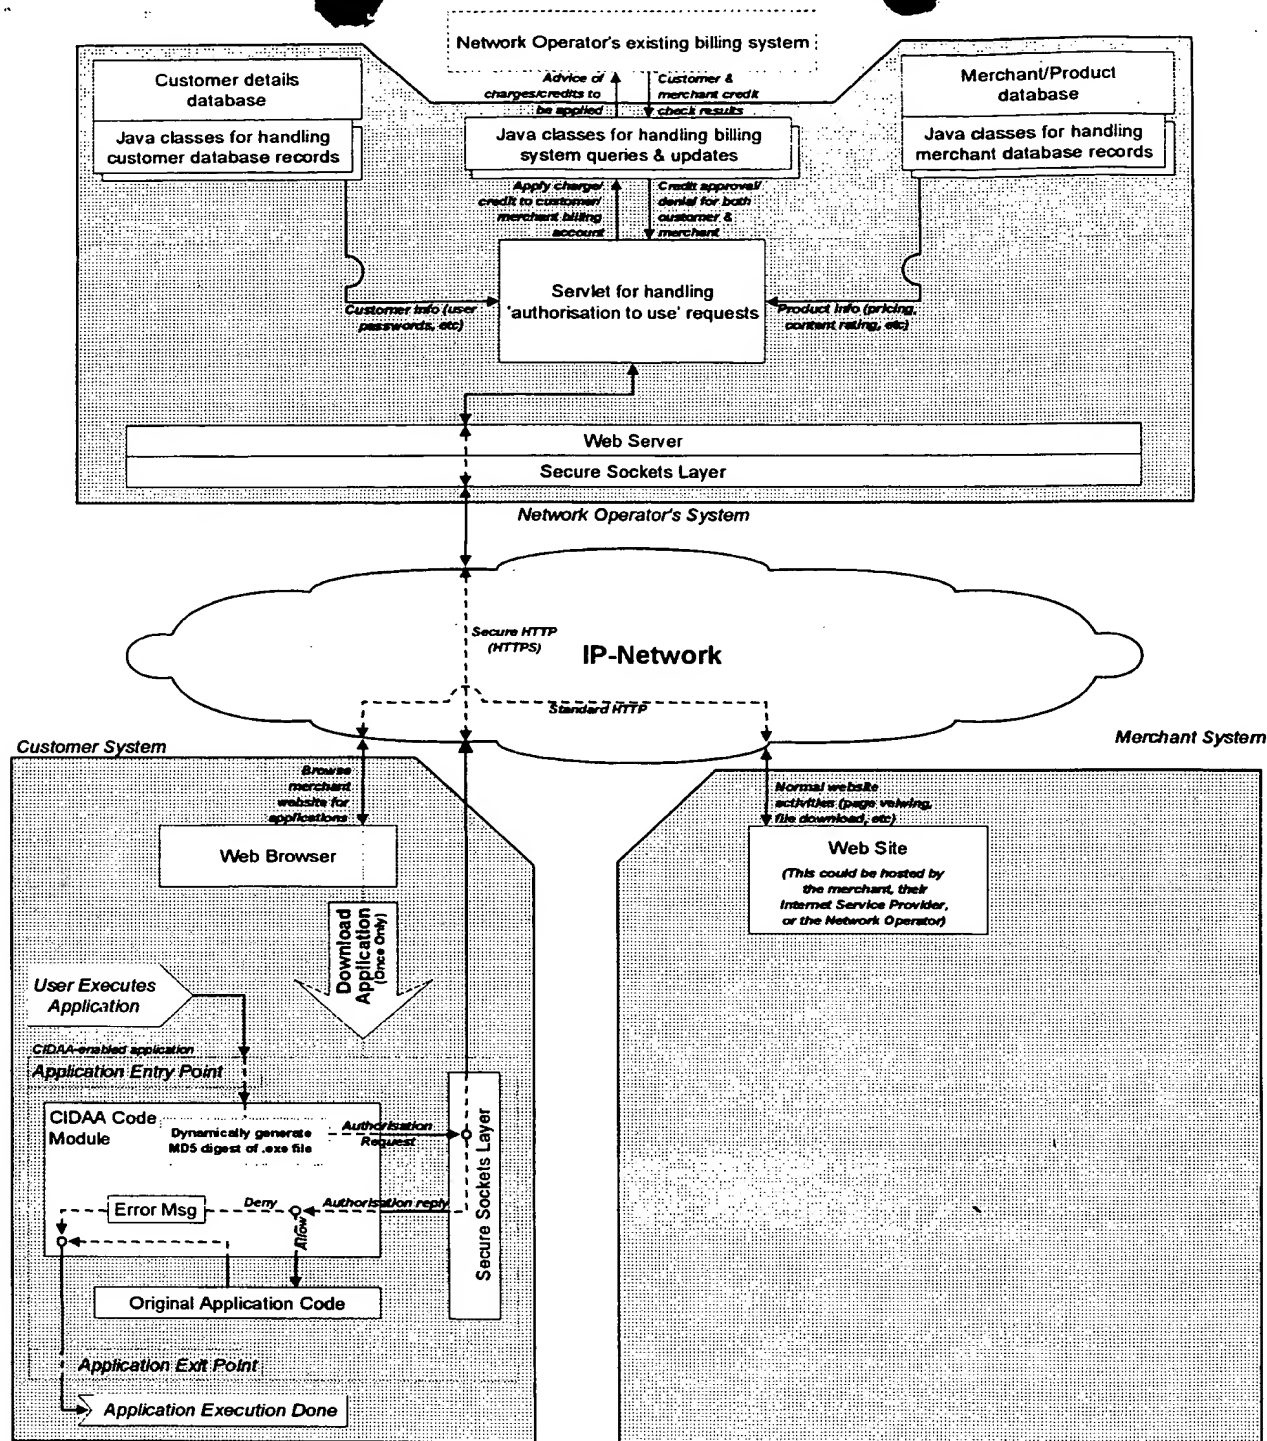 Network Operator's existing billing system
Customer details
database
Advice of
charges/credits to
be applied
Customer &
merchant credit
check results
Merchant/Product
database
Java classes for handling
customer database records
Java classes for handling billing
system queries & updates
Java classes for handling
merchant database records
Apply charge/
credit to customer/
merchant billing
account
Credit approval/
denial for both
customer &
merchant
Servlet for handling
'authorisation to use' requests
Customer info (user
passwords, etc)
Product info (pricing,
content rating, etc)
Web Server
Secure Sockets Layer
Network Operator's System
Secure HTTP
(HTTPS)
IP-Network
Standard HTTP
Customer System
Merchant System
Browse
merchant
website for
applications
Normal website
activities (page veiwing,
file download, etc)
Web Browser
Web Site
(This could be hosted by
the merchant, their
Internet Service Provider,
or the Network Operator)
Download
Application
(Once Only)
User Executes
Application
CIDAA-enabled application
Application Entry Point
CIDAA Code
Module
Dynamically generate
MD5 digest of .exe file
Authorisation
Request
Secure Sockets Layer
Error Msg
Deny
Authorisation reply
Allow
Original Application Code
Application Exit Point
Application Execution Done